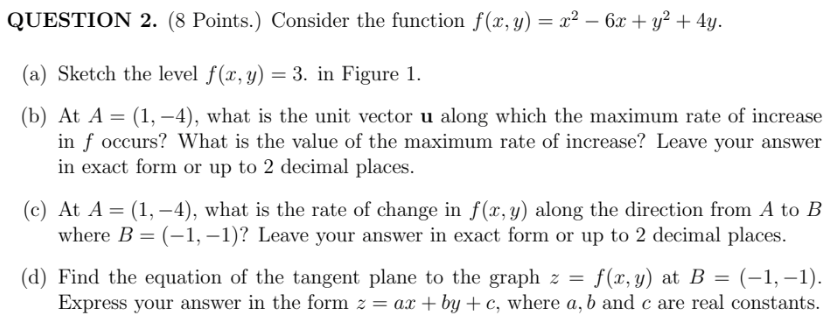 QUESTION 2. (8 Points.) Consider the function f(x, y) = x² − 6x + y² + 4y.
(a) Sketch the level f(x, y) = 3. in Figure 1.
(b) At A = (1, −4), what is the unit vector u along which the maximum rate of increase
in f occurs? What is the value of the maximum rate of increase? Leave your answer
in exact form or up to 2 decimal places.
(c) At A = (1, −4), what is the rate of change in f(x, y) along the direction from A to B
where B = (−1, −1)? Leave your answer in exact form or up to 2 decimal places.
(d) Find the equation of the tangent plane to the graph z = f(x, y) at B = (−1, −1).
Express your answer in the form z = ax + by + c, where a, b and c are real constants.